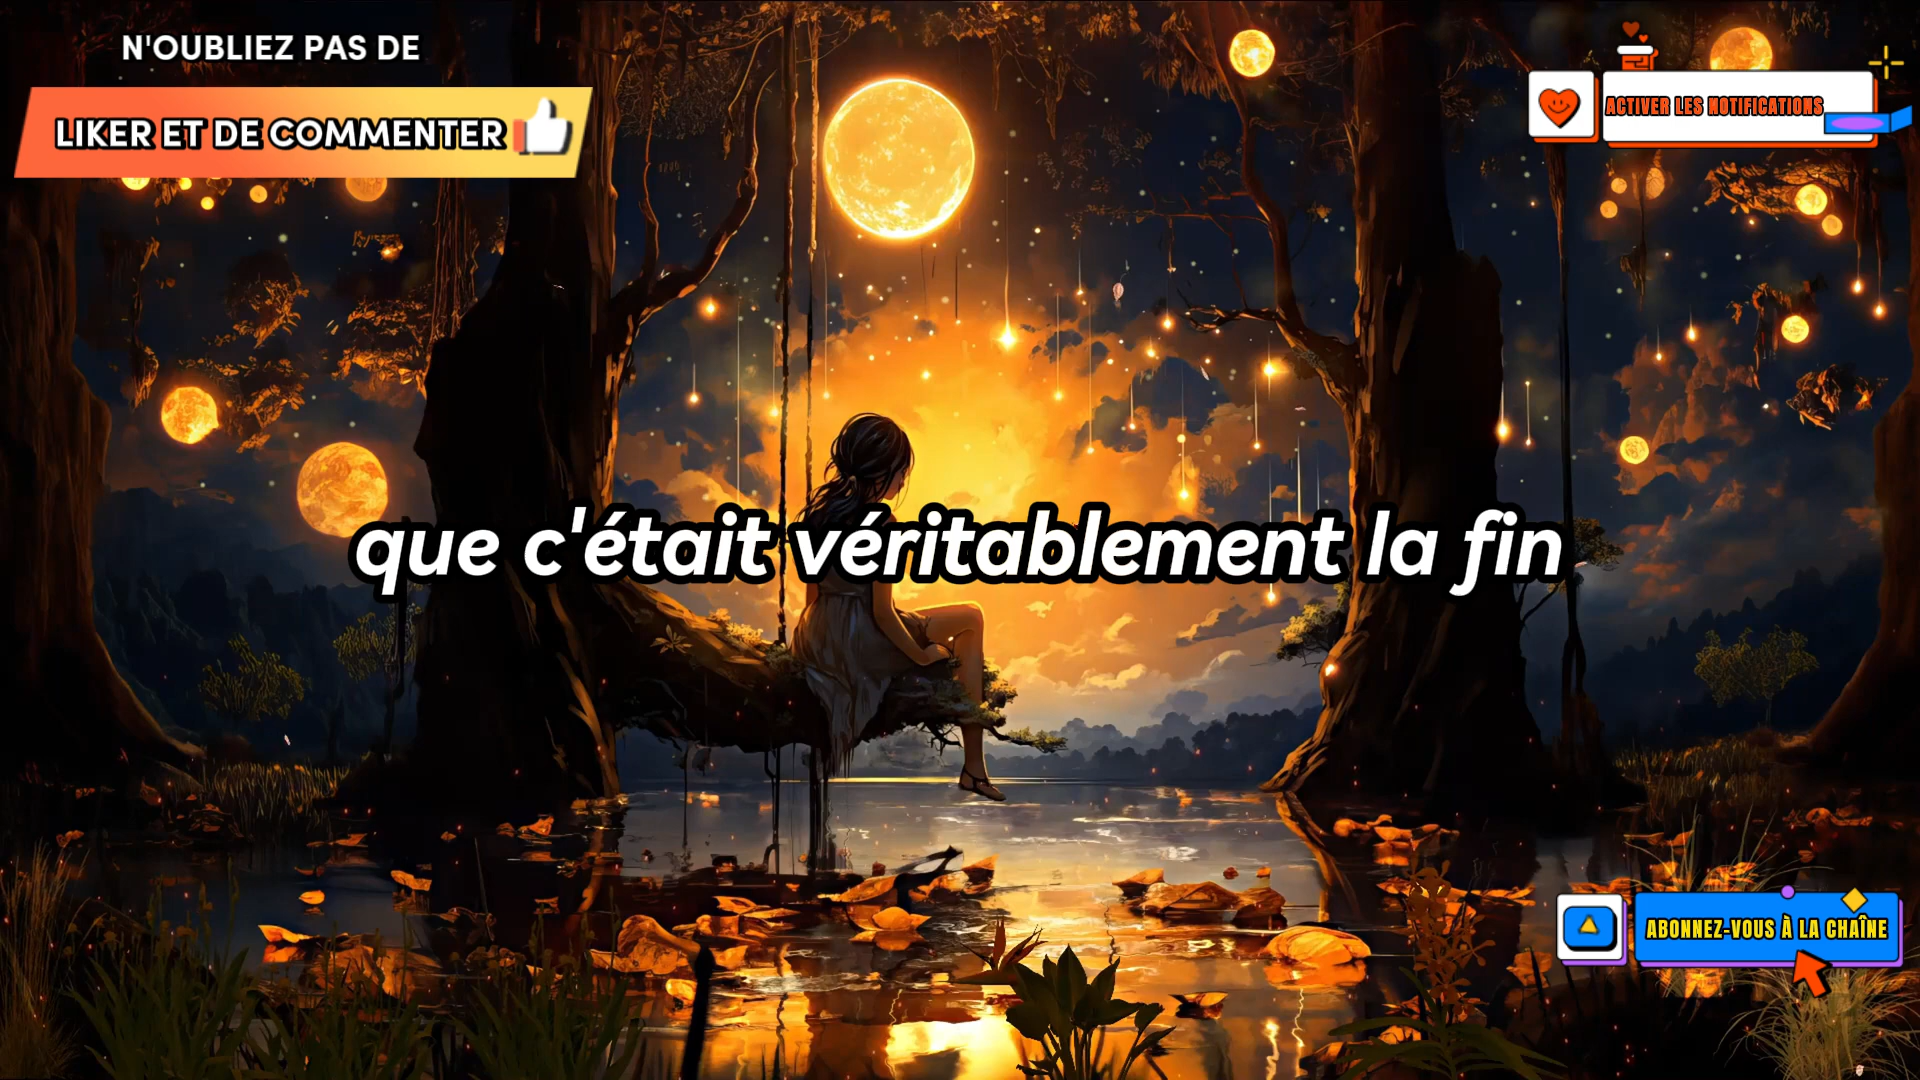 N'OUBLIEZ PAS DE
LIKER ET DE COMMENTER
ACTIVER LES NOTIFICATIONS
que c'était véritablement la fin
ABONNEZ-VOUS À LA CHAÎNE